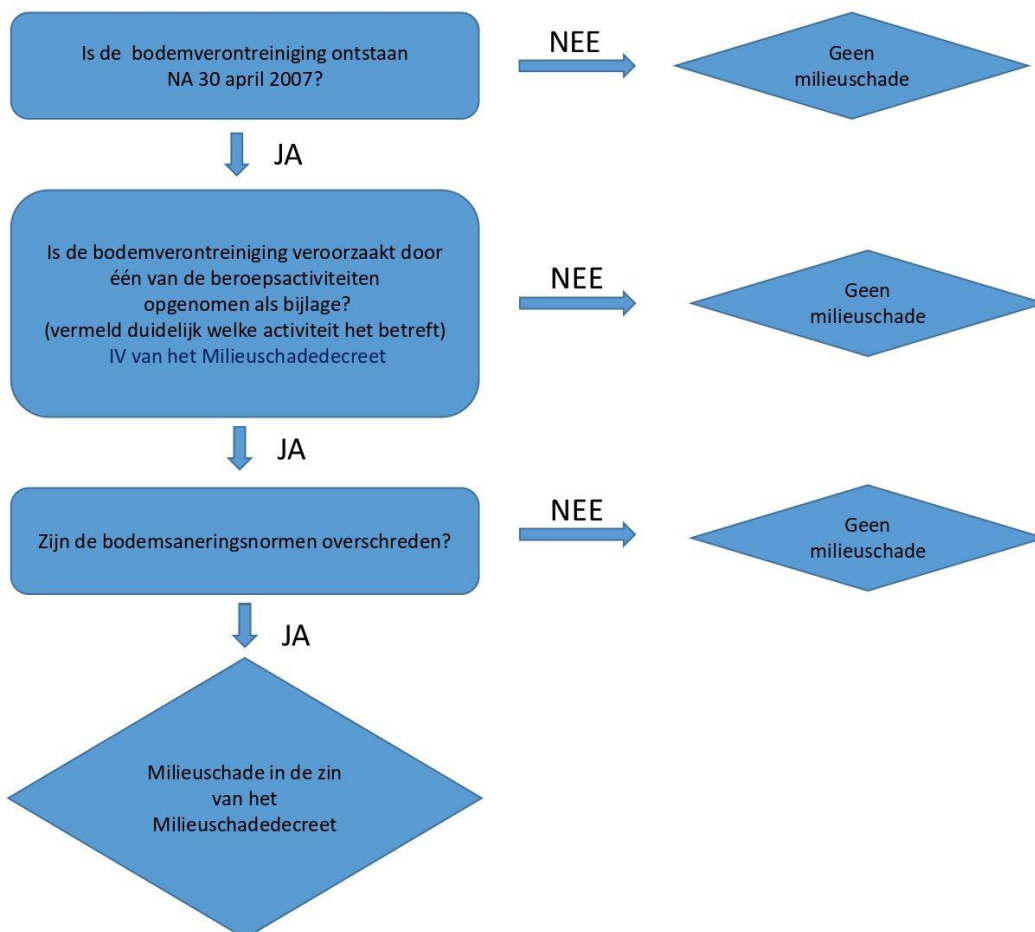 Is de bodemverontreiniging ontstaan
NA 30 april 2007?
NEE
Geen
milieuschade
JA
Is de bodemverontreiniging veroorzaakt door
één van de beroepsactiviteiten
opgenomen als bijlage?
(vermeld duidelijk welke activiteit het betreft)
IV van het Milieuschadedecreet
NEE
Geen
milieuschade
JA
Zijn de bodemsaneringsnormen overschreden?
NEE
Geen
milieuschade
JA
Milieuschade in de zin
van het
Milieuschadedecreet